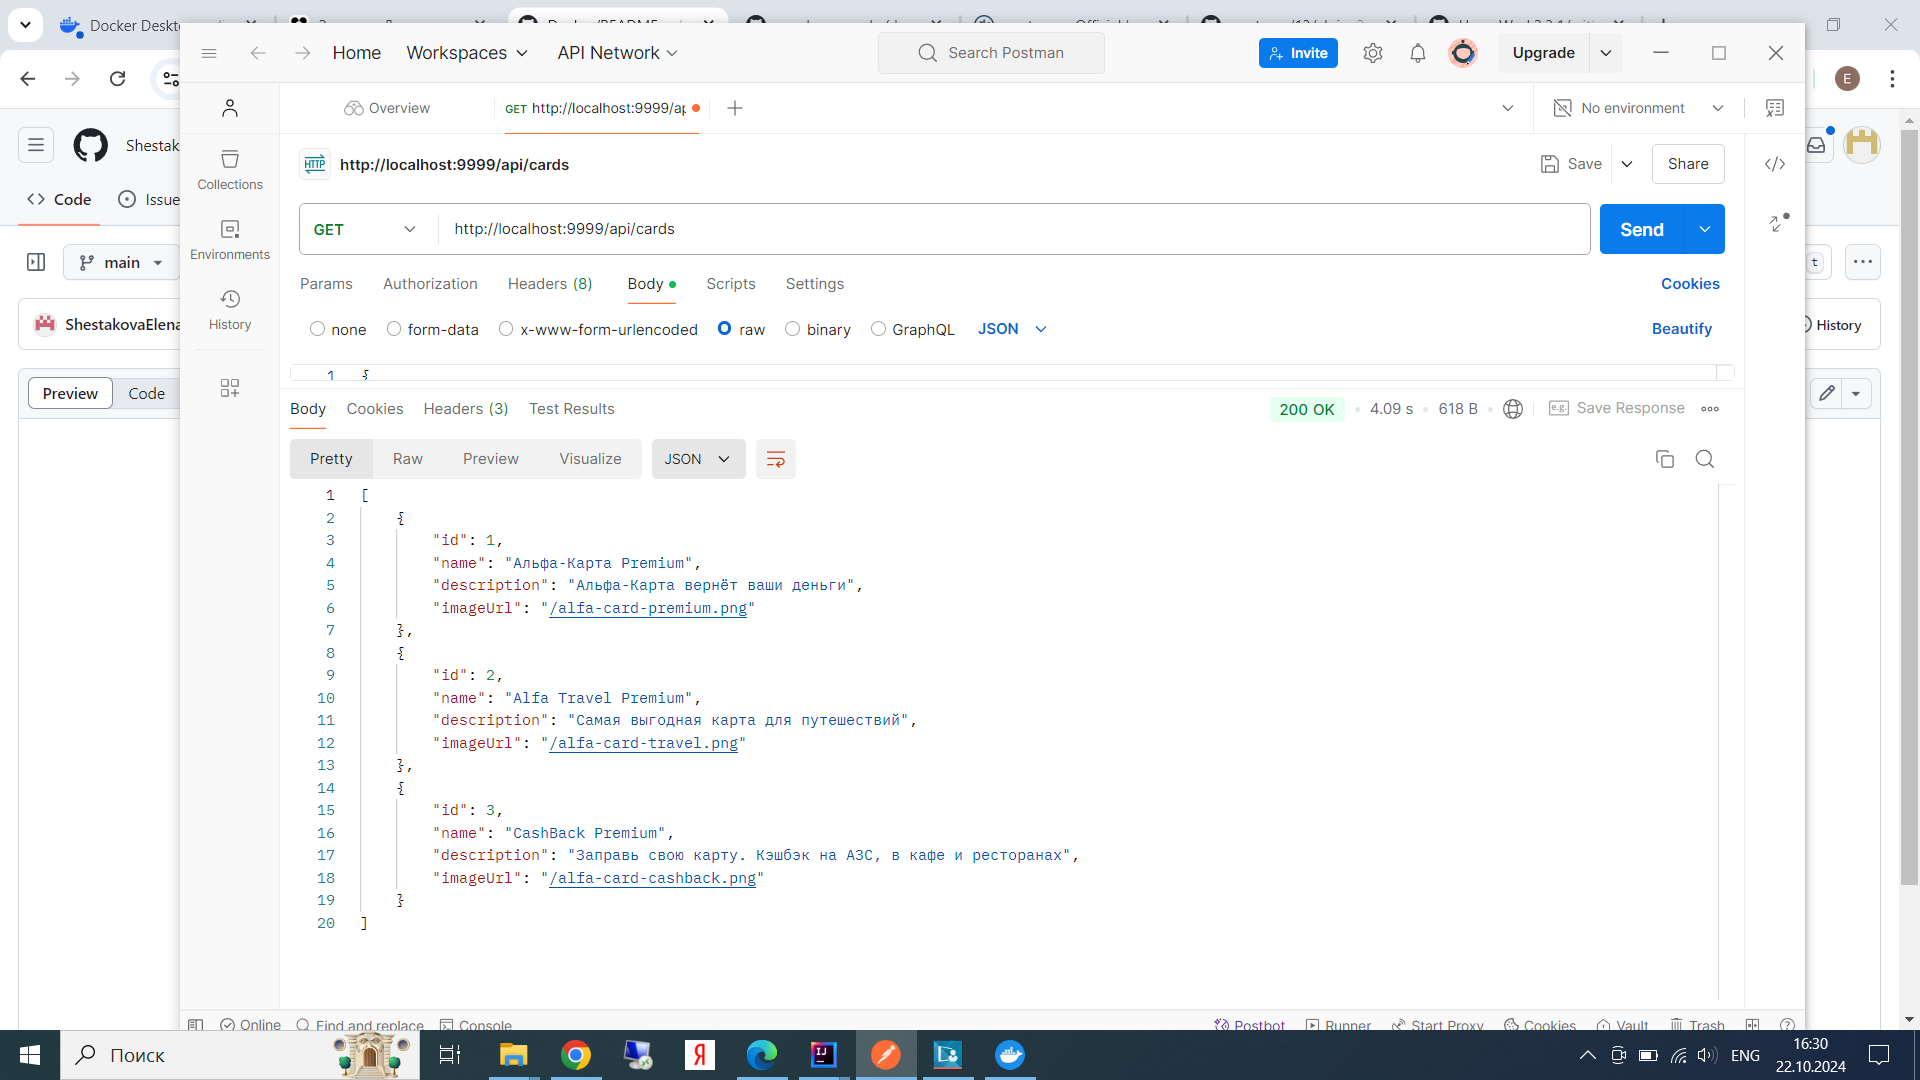 Docker Deskt
Home
Workspaces
API Network
Search Postman
Invite
Upgrade
E
Overview
GET http://localhost:9999/ap
No environment
Shestak
HTTP
http://localhost:9999/api/cards
Save
Share
Collections
Code
Issue
GET
http://localhost:9999/api/cards
Send
Environments
main
t
Params
Authorization
Headers (8)
Body
Scripts
Settings
Cookies
History
ShestakovaElena
History
none
form-data
x-www-form-urlencoded
raw
binary
GraphQL
JSON
Beautify
1 {
Preview
Code
Body
Cookies
Headers (3)
Test Results
200 OK
4.09 s
618 B
e.g.
Save Response
Pretty
Raw
Preview
Visualize
JSON
1 [
2 {
3 "id": 1,
4 "name": "Альфа-Карта Premium",
5 "description": "Альфа-Карта вернёт ваши деньги",
6 "imageUrl": "/alfa-card-premium.png"
7 },
8 {
9 "id": 2,
10 "name": "Alfa Travel Premium",
11 "description": "Самая выгодная карта для путешествий",
12 "imageUrl": "/alfa-card-travel.png"
13 },
14 {
15 "id": 3,
16 "name": "CashBack Premium",
17 "description": "Заправь свою карту. Кэшбэк на АЗС, в кафе и ресторанах",
18 "imageUrl": "/alfa-card-cashback.png"
19 }
20 ]
Online
Find and replace
Console
Postbot
Runner
Start Proxy
Cookies
Vault
Trash
Поиск
Я
IJ
ENG
16:30
22.10.2024